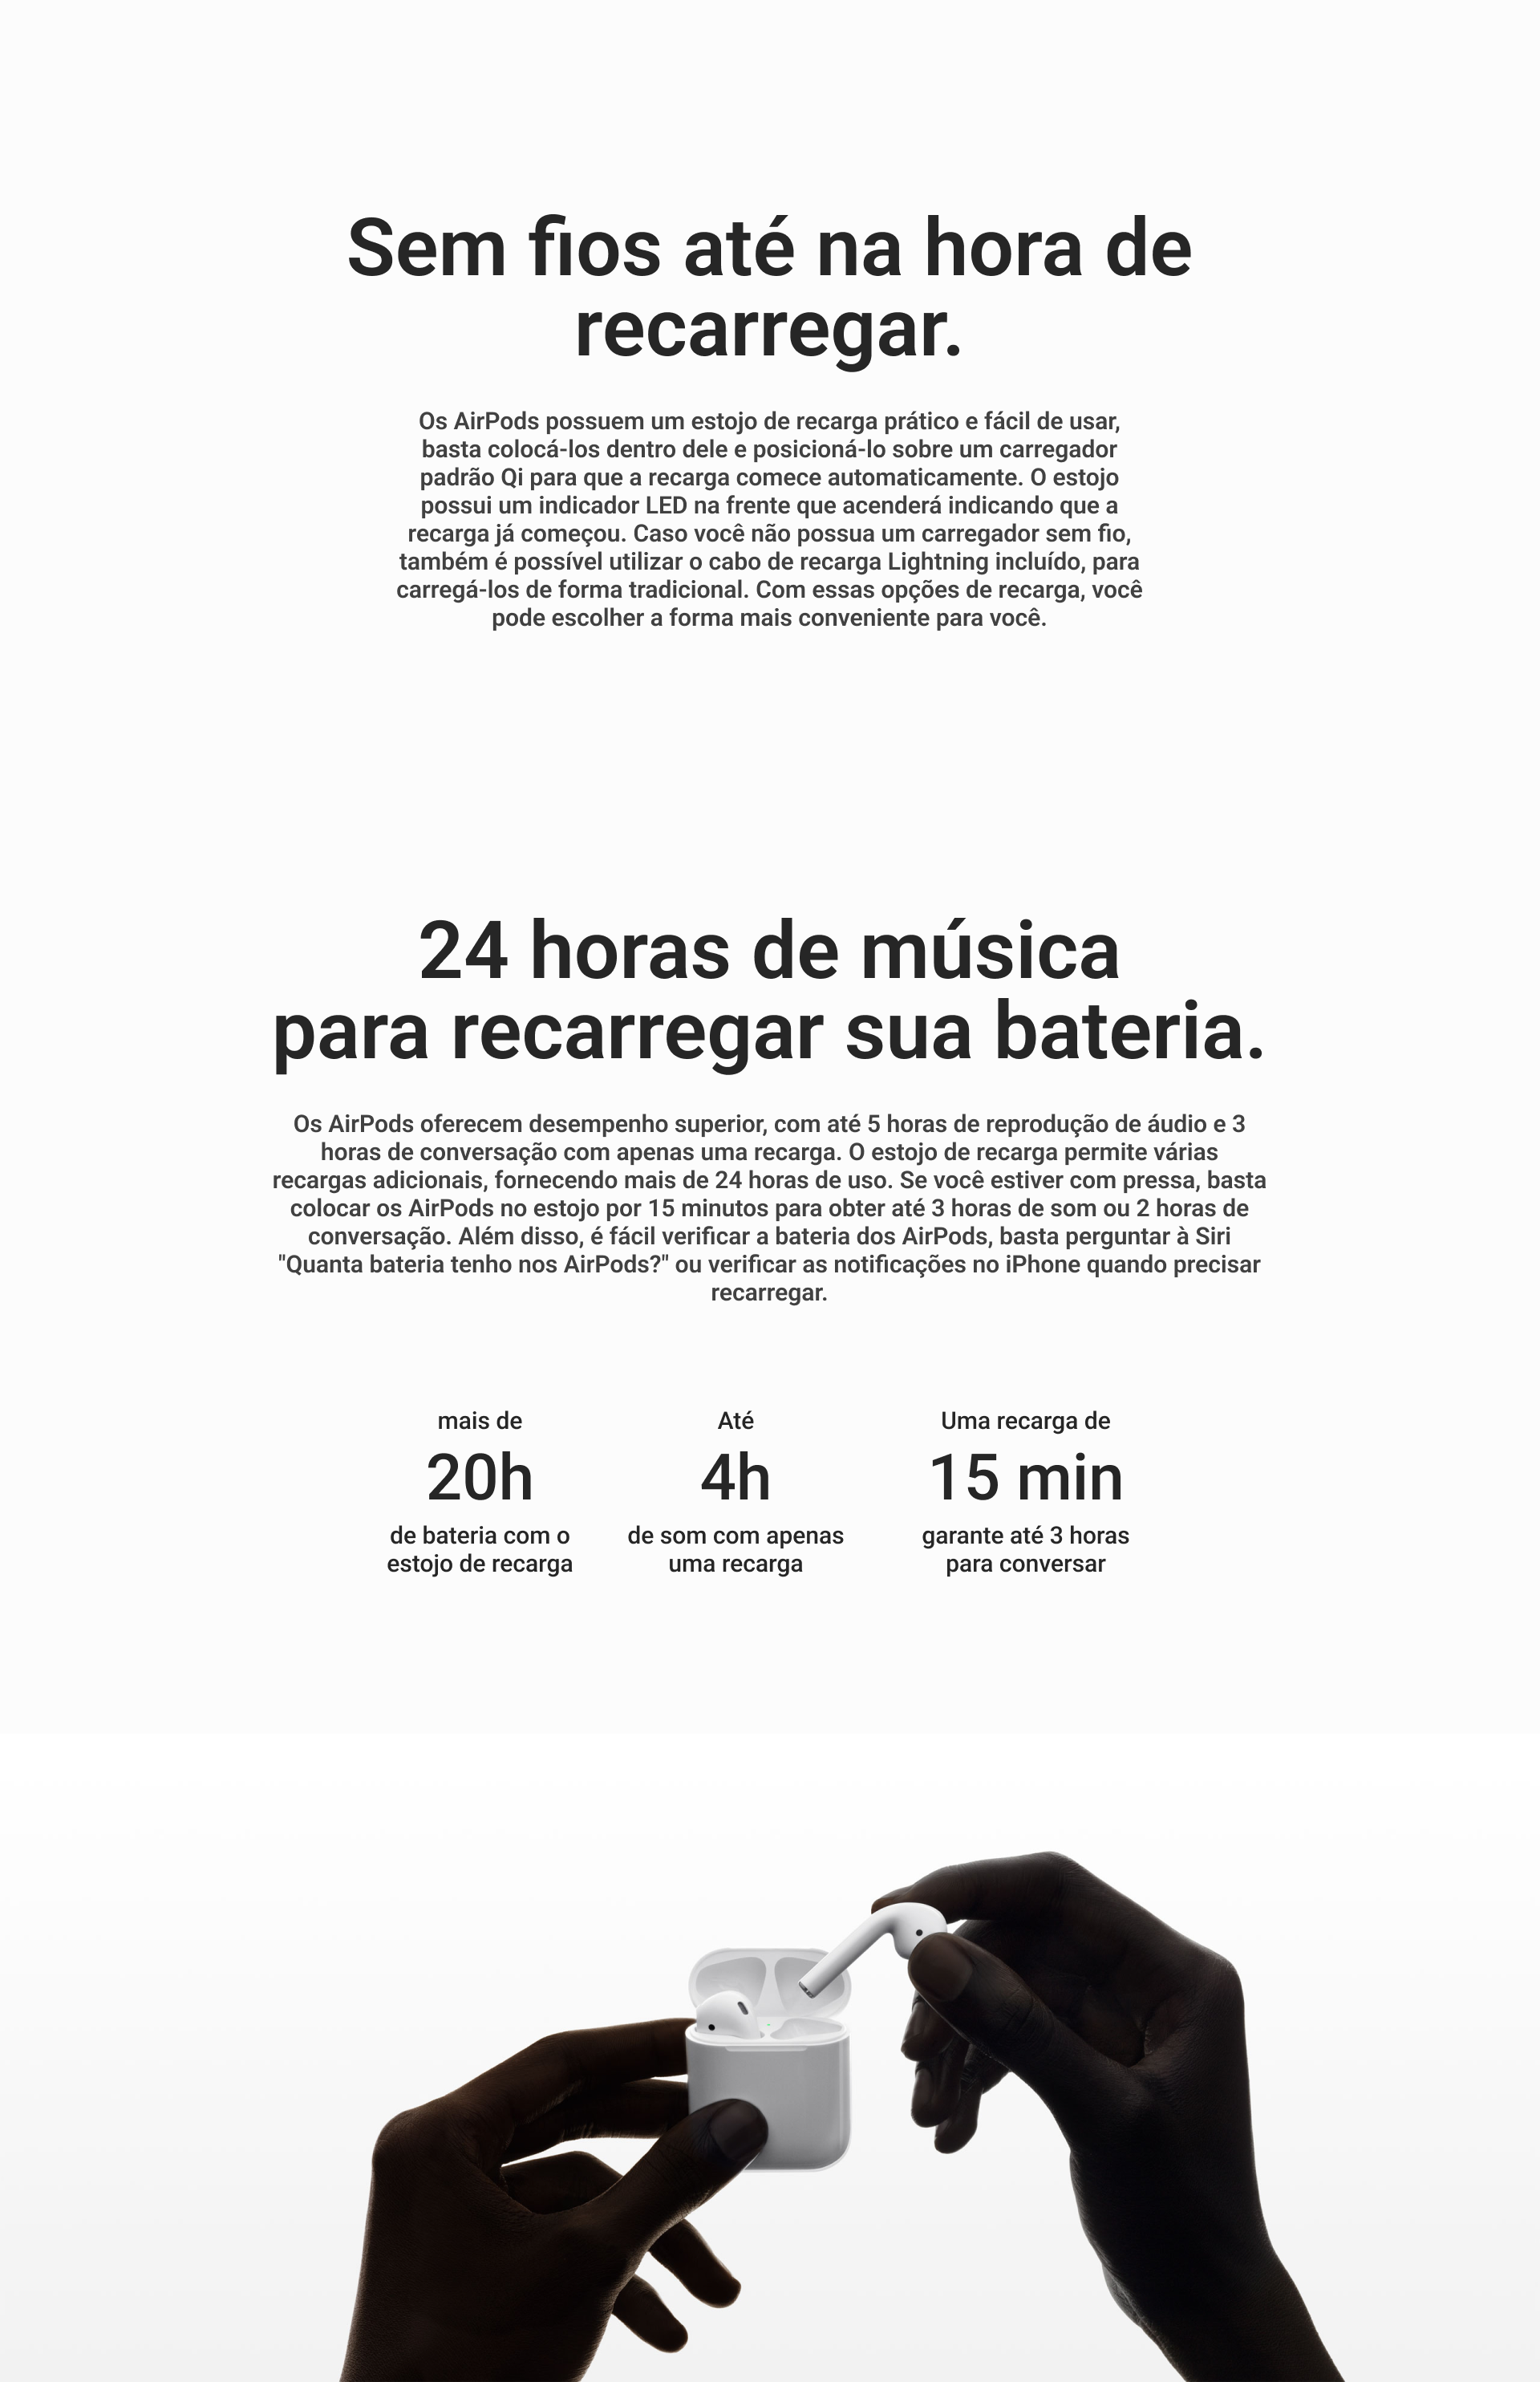 Sem fios até na hora de
recarregar.
Os AirPods possuem um estojo de recarga prático e fácil de usar,
basta colocá-los dentro dele e posicioná-lo sobre um carregador
padrão Qi para que a recarga comece automaticamente. O estojo
possui um indicador LED na frente que acenderá indicando que a
recarga já começou. Caso você não possua um carregador sem fio,
também é possível utilizar o cabo de recarga Lightning incluído, para
carregá-los de forma tradicional. Com essas opções de recarga, você
pode escolher a forma mais conveniente para você.
24 horas de música
para recarregar sua bateria.
Os AirPods oferecem desempenho superior, com até 5 horas de reprodução de áudio e 3
horas de conversação com apenas uma recarga. O estojo de recarga permite várias
recargas adicionais, fornecendo mais de 24 horas de uso. Se você estiver com pressa, basta
colocar os AirPods no estojo por 15 minutos para obter até 3 horas de som ou 2 horas de
conversação. Além disso, é fácil verificar a bateria dos AirPods, basta perguntar à Siri
"Quanta bateria tenho nos AirPods?" ou verificar as notificações no iPhone quando precisar
recarregar.
mais de
20h
de bateria com o
estojo de recarga
Até
4h
de som com apenas
uma recarga
Uma recarga de
15 min
garante até 3 horas
para conversar